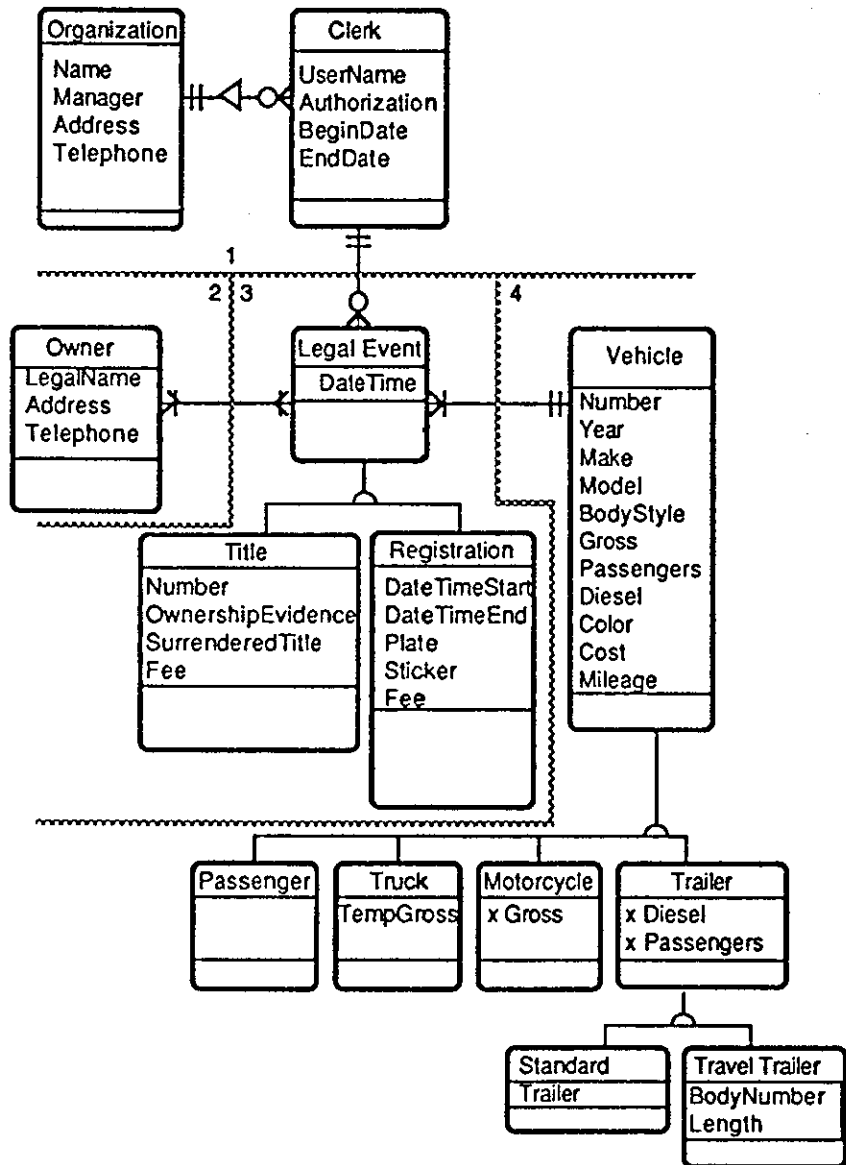 Organization
Name
Manager
Address
Telephone
Clerk
UserName
Authorization
BeginDate
EndDate
1
2
3
4
Owner
LegalName
Address
Telephone
Legal Event
DateTime
Vehicle
Number
Year
Make
Model
BodyStyle
Gross
Passengers
Diesel
Color
Cost
Mileage
Title
Number
OwnershipEvidence
SurrenderedTitle
Fee
Registration
DateTimeStart
DateTimeEnd
Plate
Sticker
Fee
Passenger
Truck
TempGross
Motorcycle
x Gross
Trailer
x Diesel
x Passengers
Standard
Trailer
Travel Trailer
BodyNumber
Length